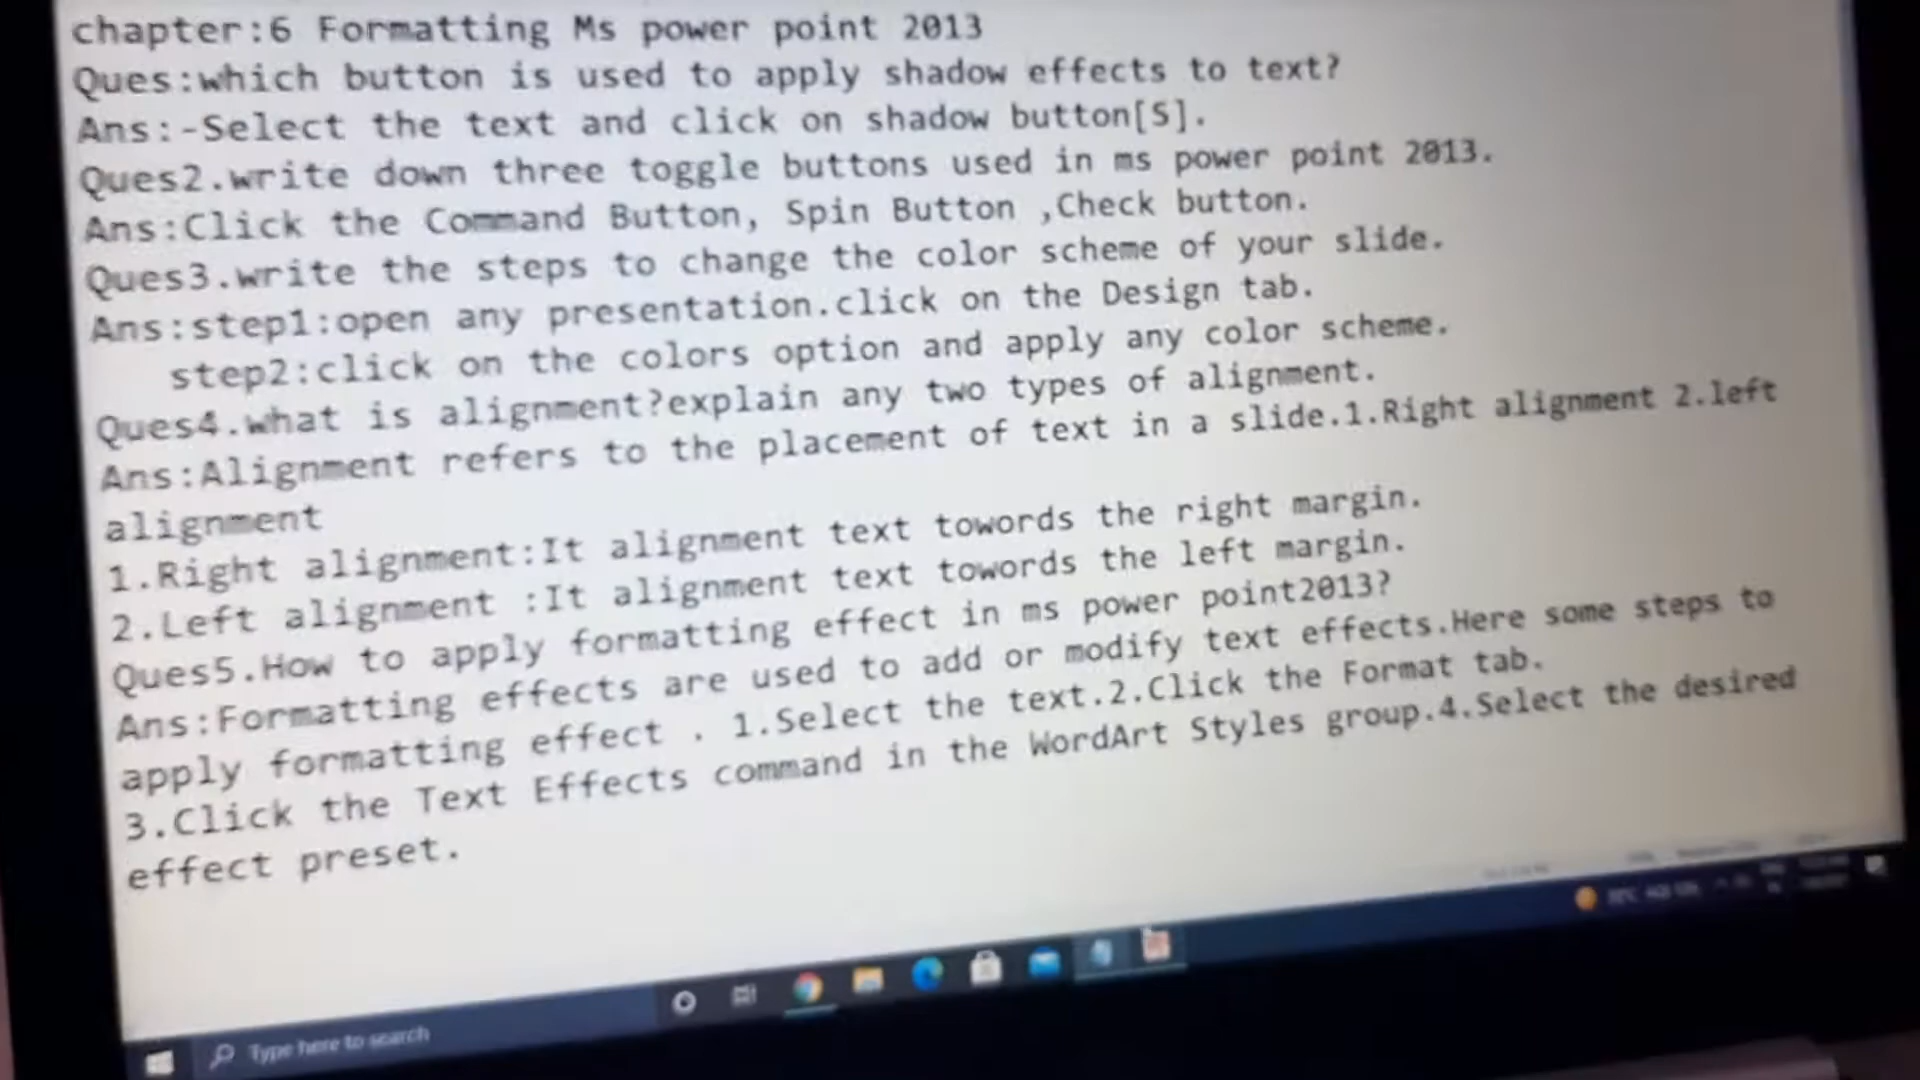 chapter:6 Formatting Ms power point 2013
Ques:which button is used to apply shadow effects to text?
Ans:-Select the text and click on shadow button[S].
Ques2.write down three toggle buttons used in ms power point 2013.
Ans:Click the Command Button, Spin Button ,Check button.
Ques3.write the steps to change the color scheme of your slide.
Ans:step1:open any presentation.click on the Design tab.
step2:click on the colors option and apply any color scheme.
Ques4.what is alignment?explain any two types of alignment.
Ans:Alignment refers to the placement of text in a slide.1.Right alignment 2.left
alignment
1.Right alignment:It alignment text towords the right margin.
2.Left alignment :It alignment text towords the left margin.
Ques5.How to apply formatting effect in ms power point2013?
Ans:Formatting effects are used to add or modify text effects.Here some steps to
apply formatting effect . 1.Select the text.2.Click the Format tab.
3.Click the Text Effects command in the WordArt Styles group.4.Select the desired
effect preset.
Type here to search